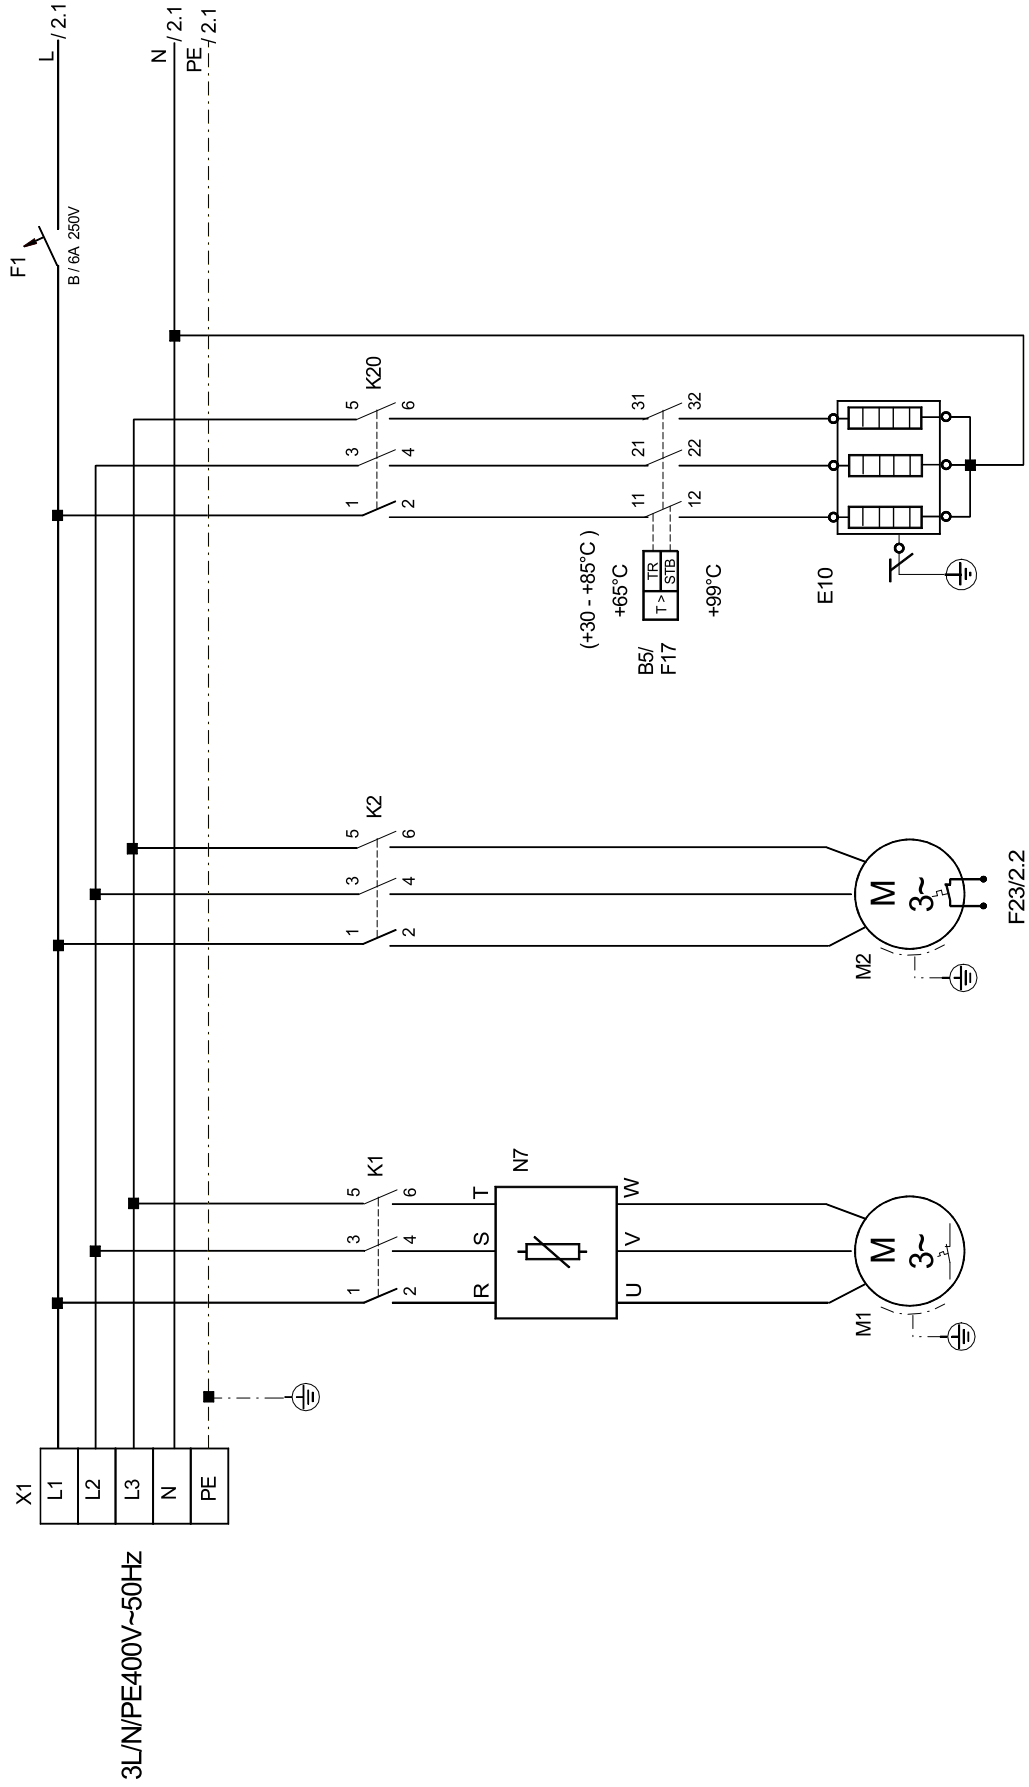 3L/N/PE400V~50Hz
X1
L1
L2
L3
N
PE
K1
1
3
5
2
4
6
R
S
T
N7
U
V
W
M1
M
3~
K2
1
3
5
2
4
6
M2
M
3~
F23/2.2
K20
1
3
5
2
4
6
(+30 - +85°C )
+65°C
B5/
F17
T >
TR
STB
+99°C
11
21
31
12
22
32
E10
F1
B / 6A 250V
L / 2.1
N / 2.1
PE / 2.1